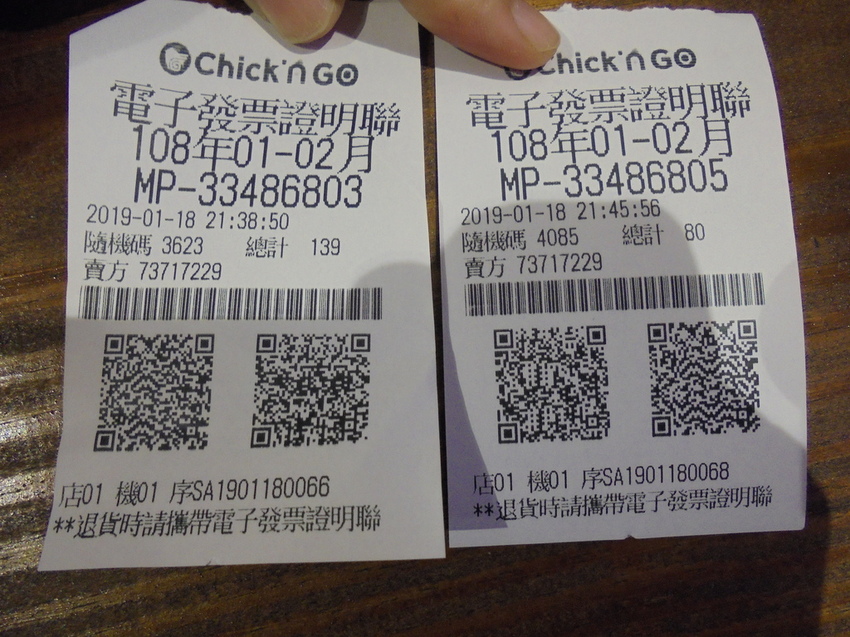 Chick'n GO
電子發票證明聯
108年01-02月
MP-33486803
2019-01-18 21:38:50
隨機碼 3623 總計 139
賣方 73717229
店01 機01 序SA1901180066
**退貨時請攜帶電子發票證明聯
Chick'n GO
電子發票證明聯
108年01-02月
MP-33486805
2019-01-18 21:45:56
隨機碼 4085 總計 80
賣方 73717229
店01 機01 序SA1901180068
**退貨時請攜帶電子發票證明聯